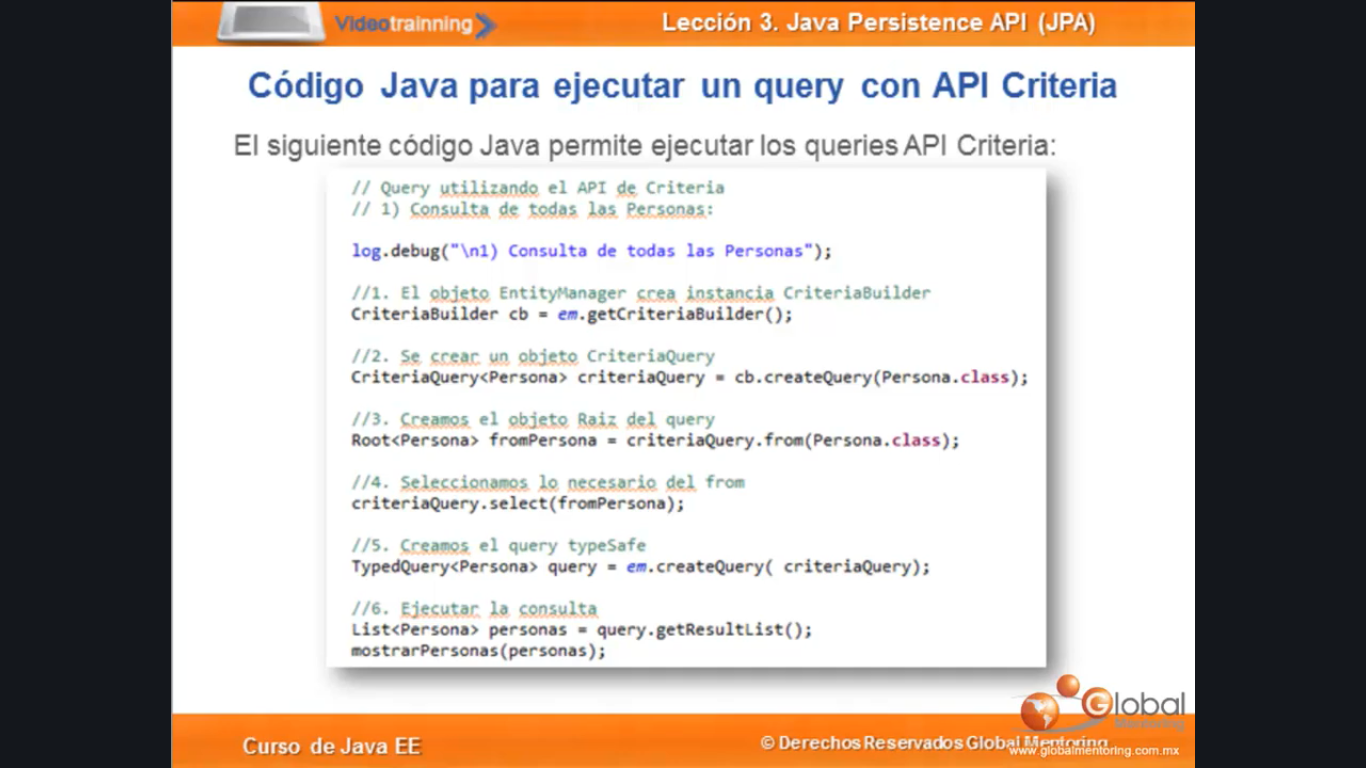 Videotrainning
Lección 3. Java Persistence API (JPA)
Código Java para ejecutar un query con API Criteria
El siguiente código Java permite ejecutar los queries API Criteria:
// Query utilizando el API de Criteria
// 1) Consulta de todas las Personas:
log.debug("\n1) Consulta de todas las Personas");
//1. El objeto EntityManager crea instancia CriteriaBuilder
CriteriaBuilder cb = em.getCriteriaBuilder();
//2. Se crear un objeto CriteriaQuery
CriteriaQuery<Persona> criteriaQuery = cb.createQuery(Persona.class);
//3. Creamos el objeto Raiz del query
Root<Persona> fromPersona = criteriaQuery.from(Persona.class);
//4. Seleccionamos lo necesario del from
criteriaQuery.select(fromPersona);
//5. Creamos el query typeSafe
TypedQuery<Persona> query = em.createQuery( criteriaQuery);
//6. Ejecutar la consulta
List<Persona> personas = query.getResultList();
mostrarPersonas(personas);
Global
Mentoring
Curso de Java EE
© Derechos Reservados Global Mentoring
www.globalmentoring.com.mx